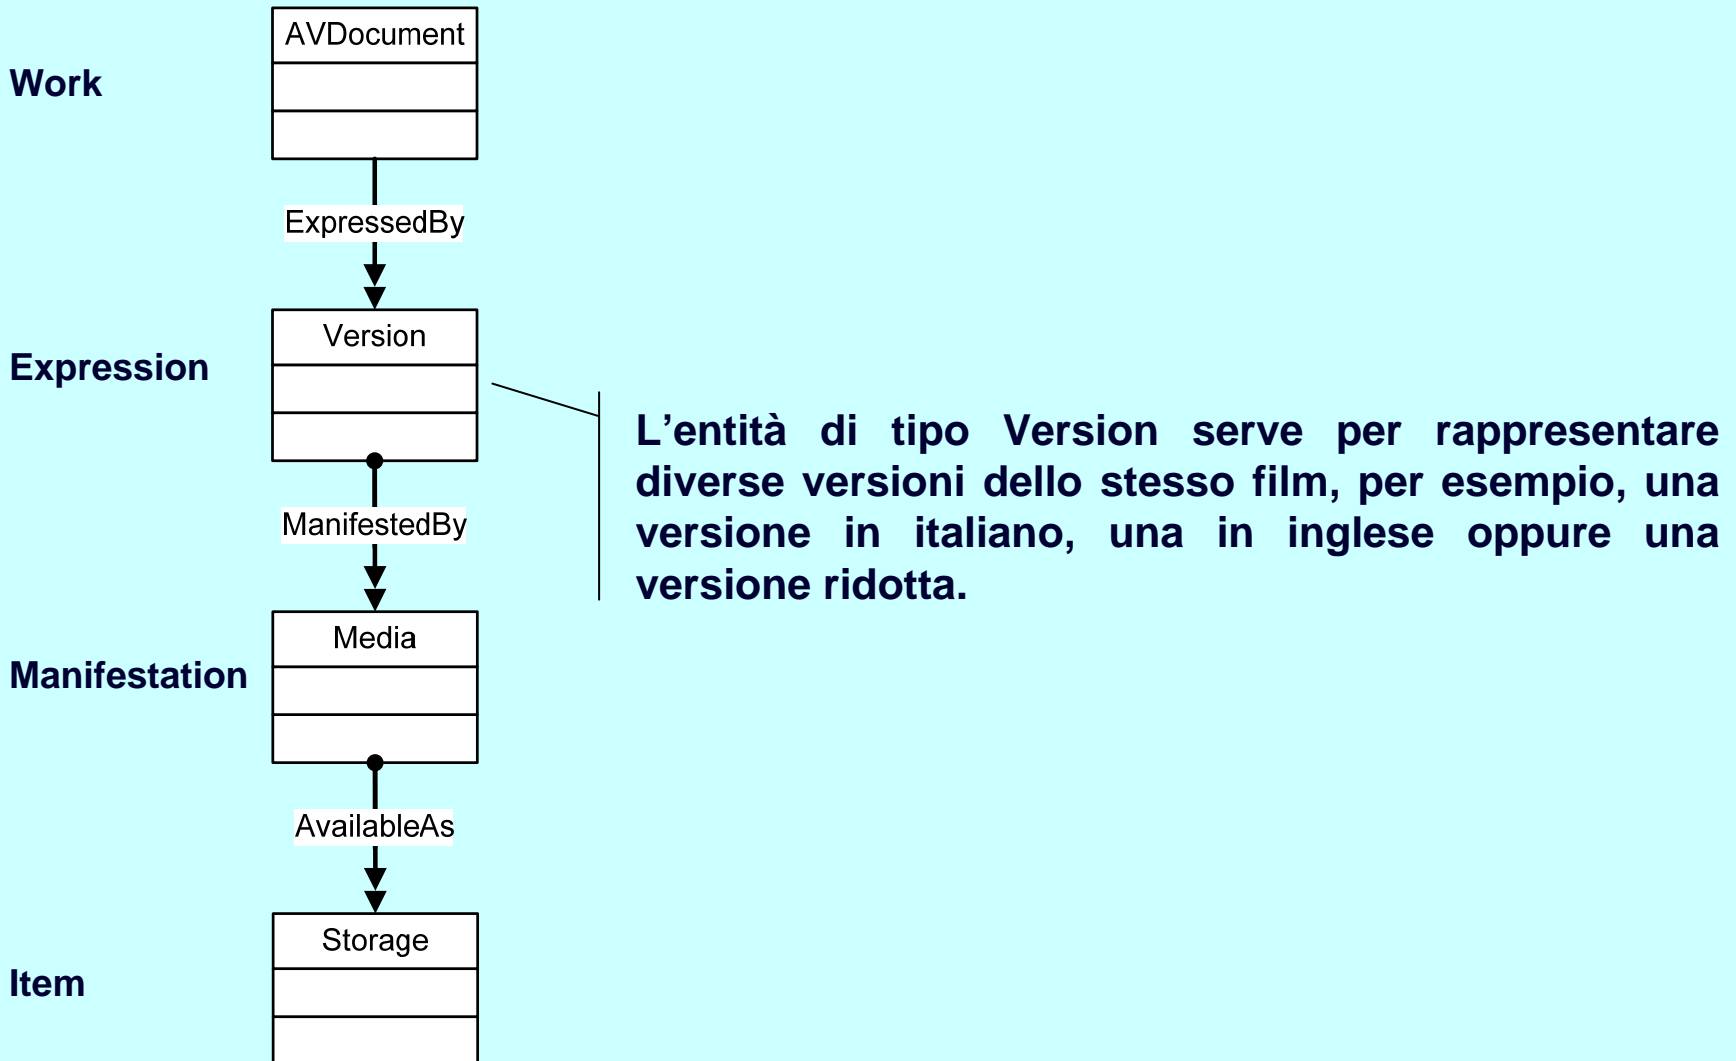 AVDocument
Work
ExpressedBy
Version
Expression
L’entità di tipo Version serve per rappresentare
diverse versioni dello stesso film, per esempio, una
versione in italiano, una in inglese oppure una
versione ridotta.
ManifestedBy
Media
Manifestation
AvailableAs
Storage
Item